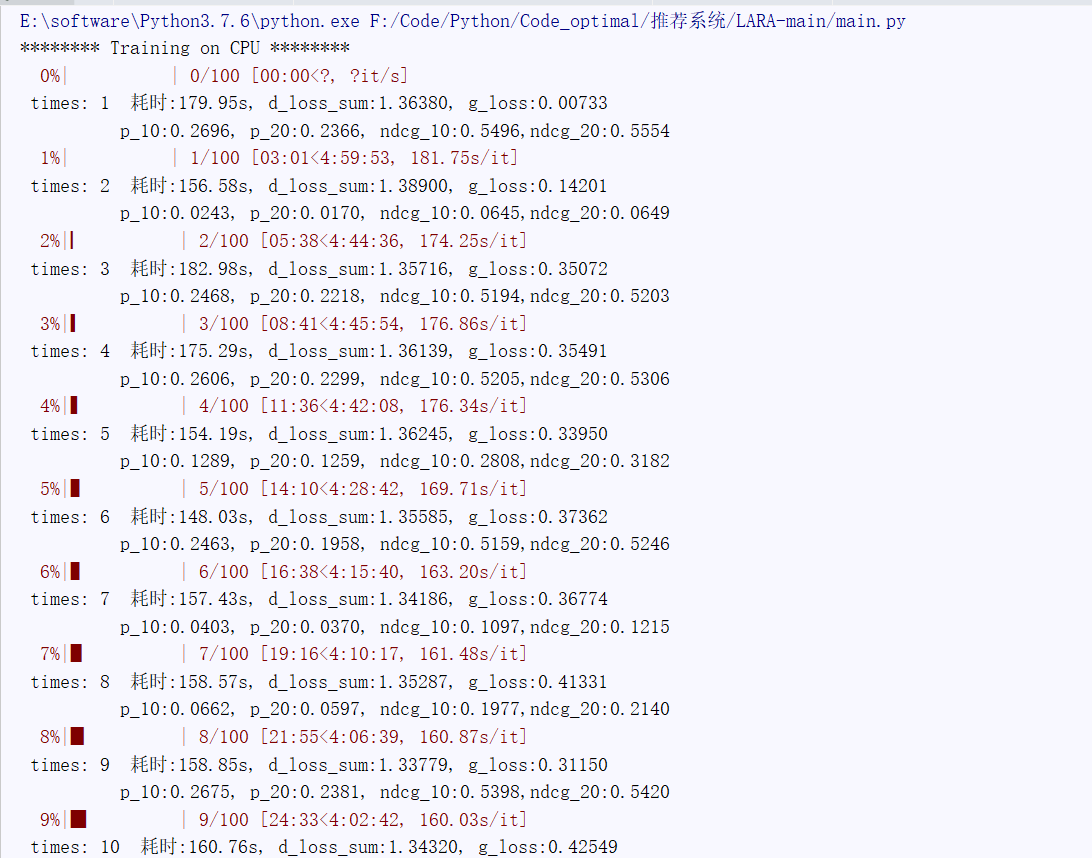 E:\software\Python3.7.6\python.exe F:/Code/Python/Code_optimal/推荐系统/LARA-main/main.py
******** Training on CPU ********
0%| | 0/100 [00:00<?, ?it/s]
times: 1 耗时:179.95s, d_loss_sum:1.36380, g_loss:0.00733
p_10:0.2696, p_20:0.2366, ndcg_10:0.5496,ndcg_20:0.5554
1%| | 1/100 [03:01<4:59:53, 181.75s/it]
times: 2 耗时:156.58s, d_loss_sum:1.38900, g_loss:0.14201
p_10:0.0243, p_20:0.0170, ndcg_10:0.0645,ndcg_20:0.0649
2%| | 2/100 [05:38<4:44:36, 174.25s/it]
times: 3 耗时:182.98s, d_loss_sum:1.35716, g_loss:0.35072
p_10:0.2468, p_20:0.2218, ndcg_10:0.5194,ndcg_20:0.5203
3%| | 3/100 [08:41<4:45:54, 176.86s/it]
times: 4 耗时:175.29s, d_loss_sum:1.36139, g_loss:0.35491
p_10:0.2606, p_20:0.2299, ndcg_10:0.5205,ndcg_20:0.5306
4%| | 4/100 [11:36<4:42:08, 176.34s/it]
times: 5 耗时:154.19s, d_loss_sum:1.36245, g_loss:0.33950
p_10:0.1289, p_20:0.1259, ndcg_10:0.2808,ndcg_20:0.3182
5%| | 5/100 [14:10<4:28:42, 169.71s/it]
times: 6 耗时:148.03s, d_loss_sum:1.35585, g_loss:0.37362
p_10:0.2463, p_20:0.1958, ndcg_10:0.5159,ndcg_20:0.5246
6%| | 6/100 [16:38<4:15:40, 163.20s/it]
times: 7 耗时:157.43s, d_loss_sum:1.34186, g_loss:0.36774
p_10:0.0403, p_20:0.0370, ndcg_10:0.1097,ndcg_20:0.1215
7%| | 7/100 [19:16<4:10:17, 161.48s/it]
times: 8 耗时:158.57s, d_loss_sum:1.35287, g_loss:0.41331
p_10:0.0662, p_20:0.0597, ndcg_10:0.1977,ndcg_20:0.2140
8%| | 8/100 [21:55<4:06:39, 160.87s/it]
times: 9 耗时:158.85s, d_loss_sum:1.33779, g_loss:0.31150
p_10:0.2675, p_20:0.2381, ndcg_10:0.5398,ndcg_20:0.5420
9%| | 9/100 [24:33<4:02:42, 160.03s/it]
times: 10 耗时:160.76s, d_loss_sum:1.34320, g_loss:0.42549